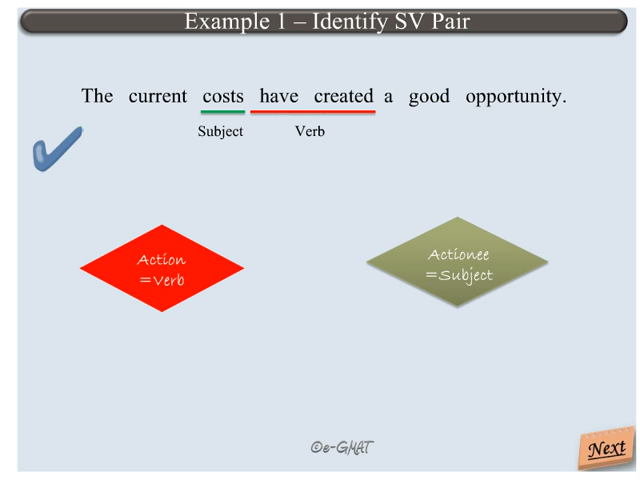 Example 1 – Identify SV Pair
The current costs have created a good opportunity.
Subject Verb
Action
=Verb
Actionee
=Subject
©e-GMAT
Next